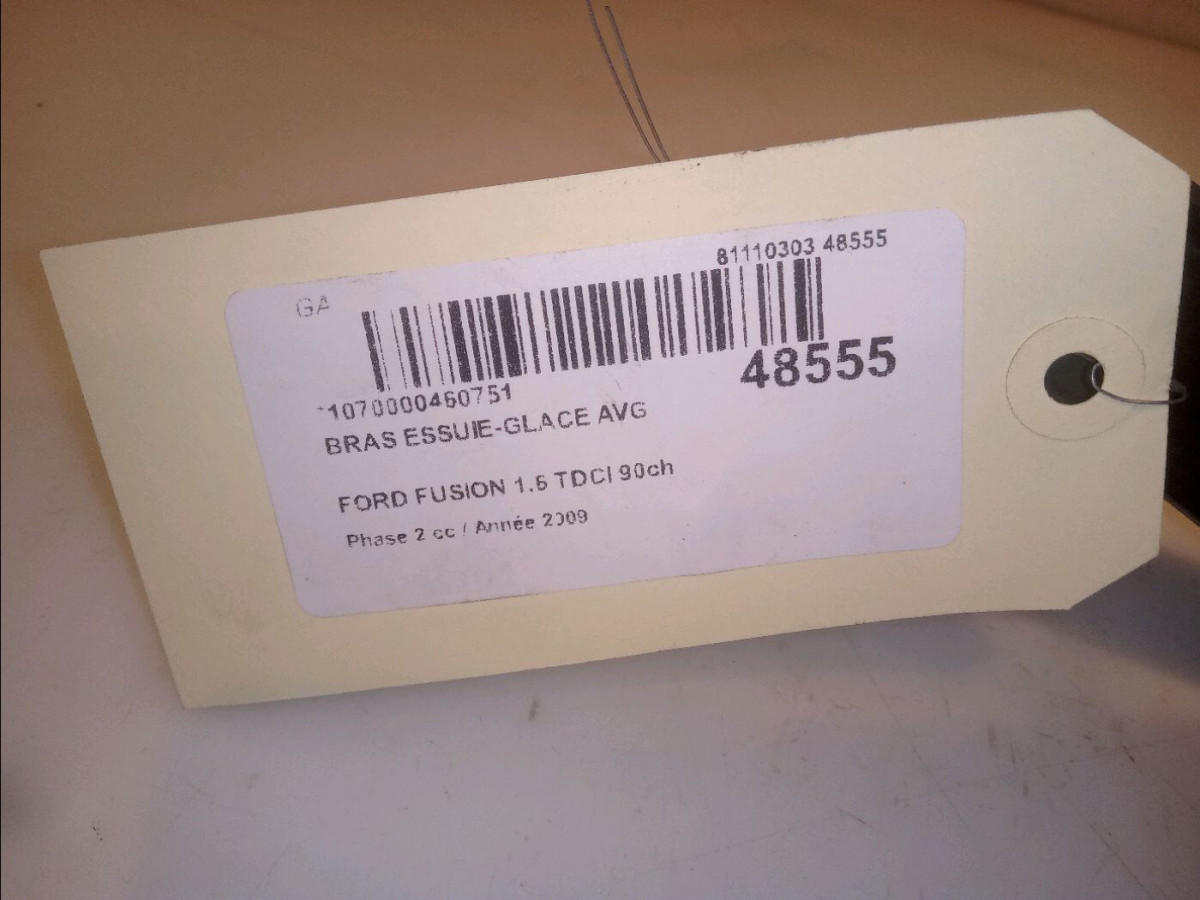 GA
81110303 48555
48555
*1070000460751
BRAS ESSUIE-GLACE AVG
FORD FUSION 1.6 TDCI 90ch
Phase 2 cc / Année 2009